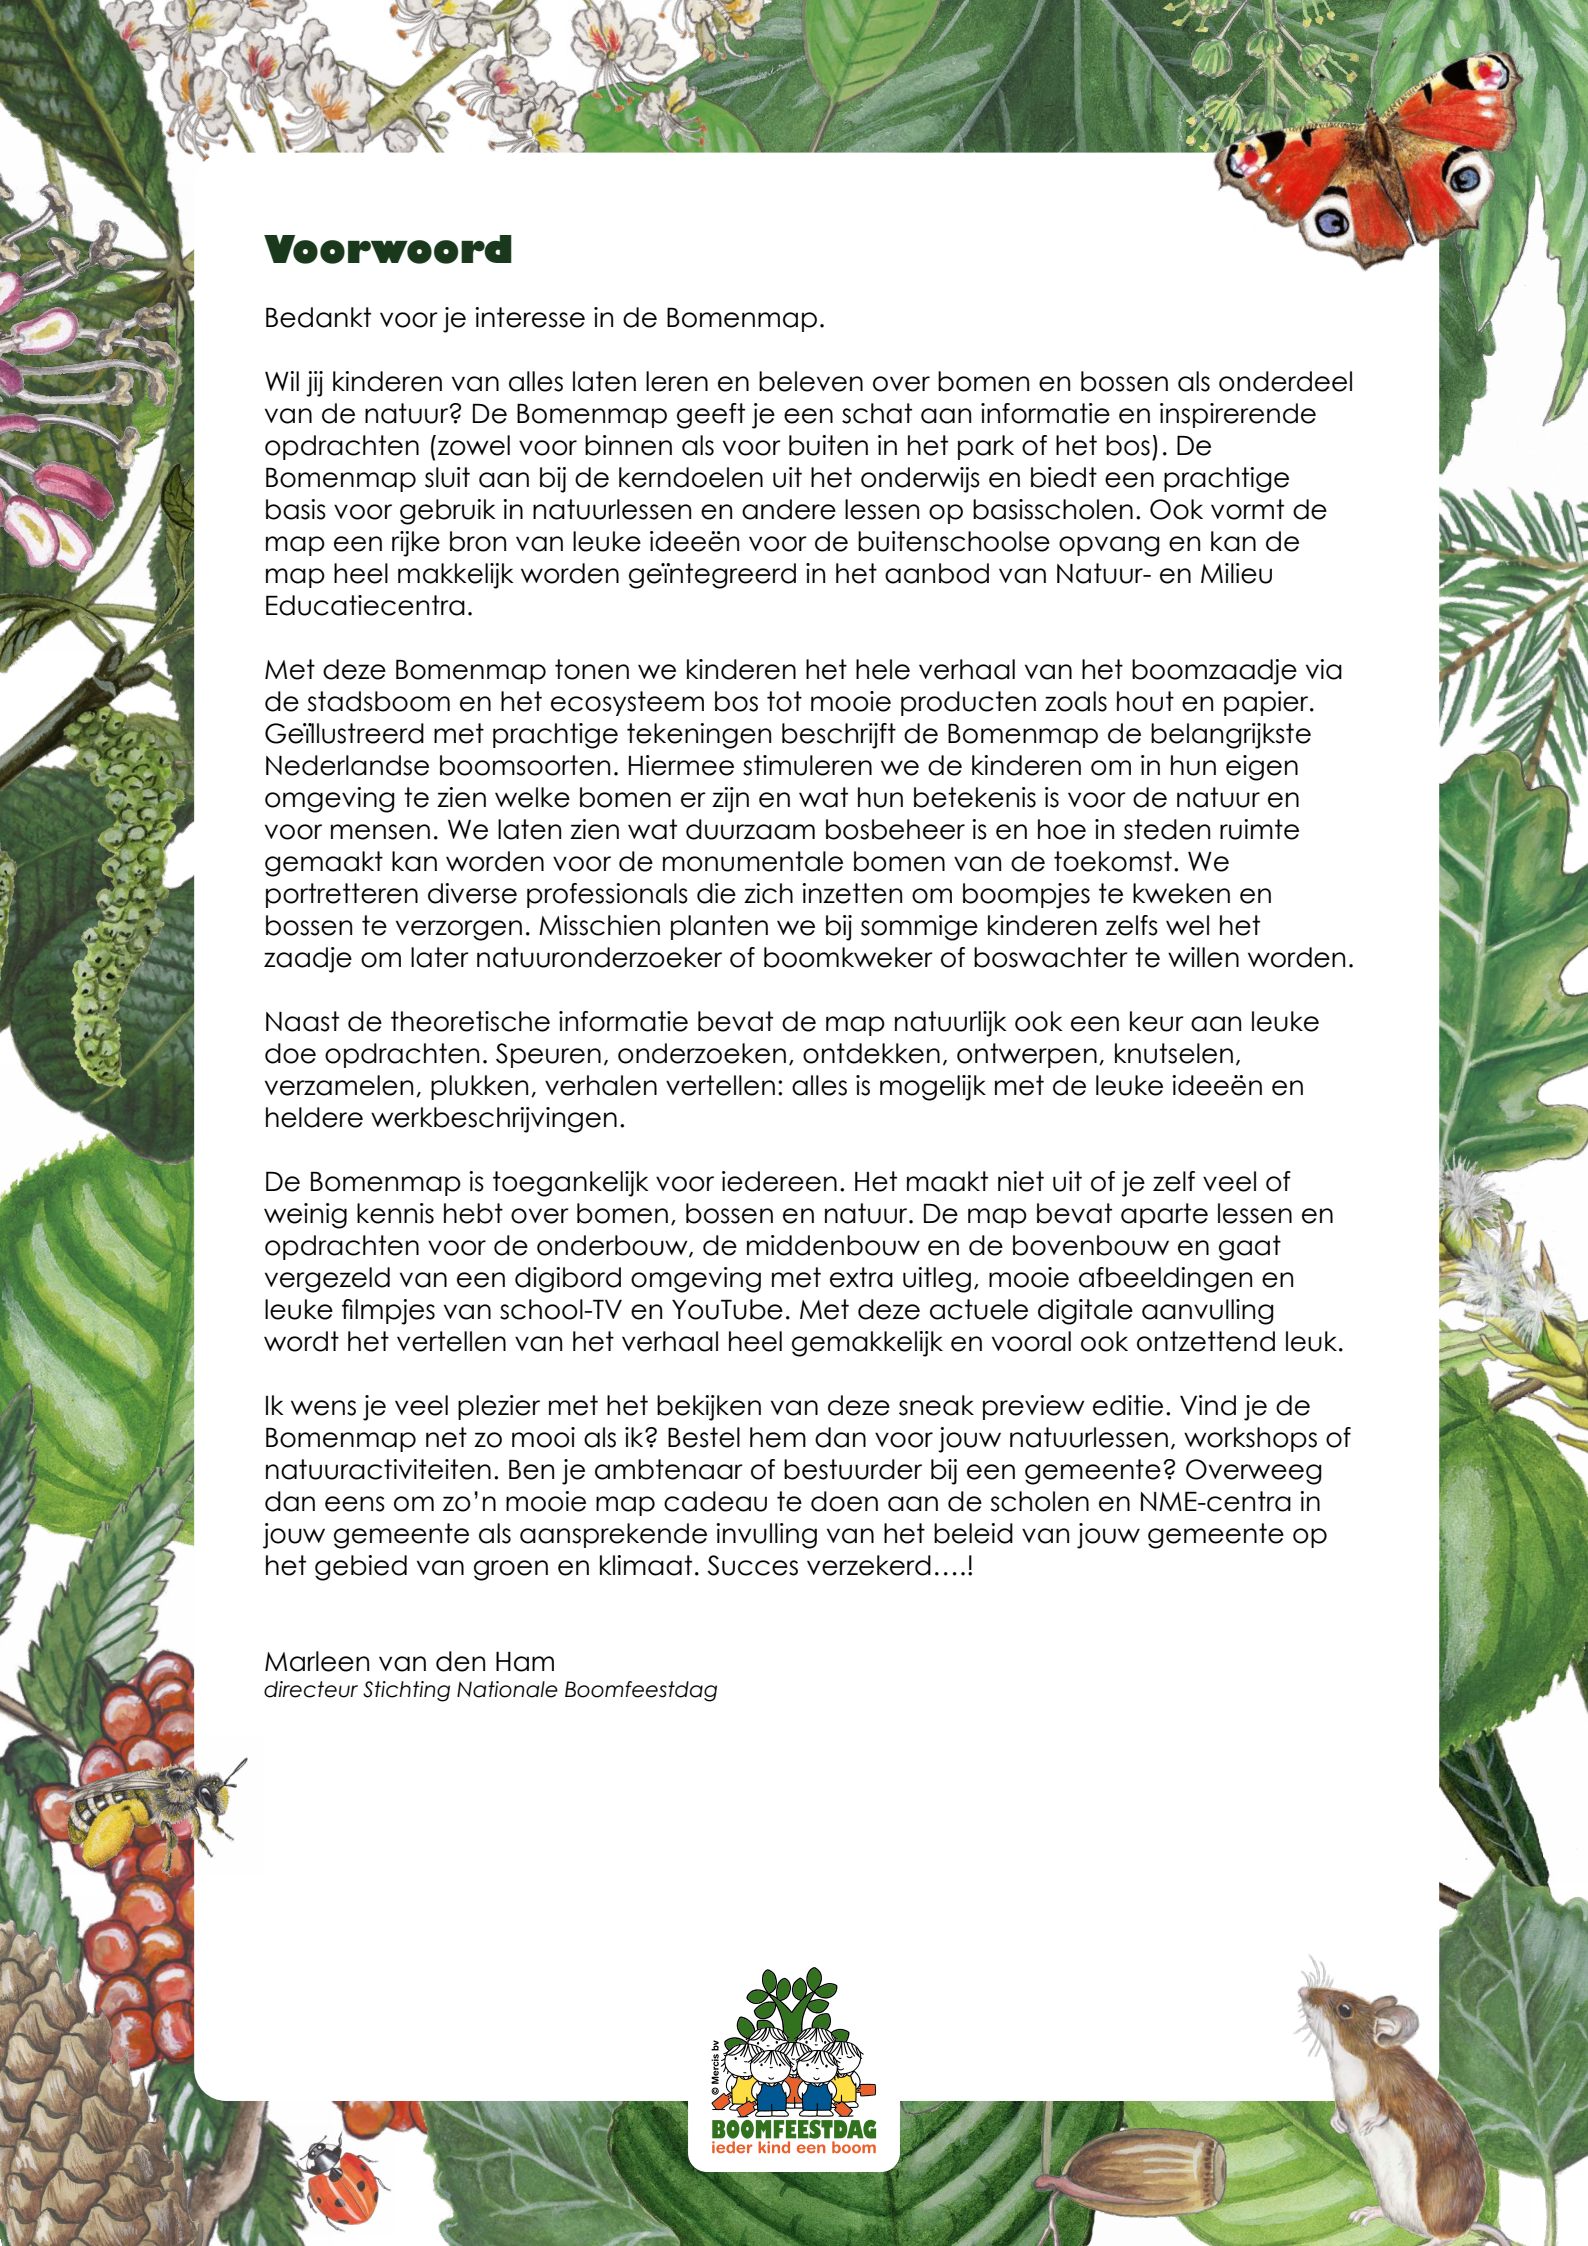 Voorwoord
Bedankt voor je interesse in de Bomenmap.
Wil jij kinderen van alles laten leren en beleven over bomen en bossen als onderdeel
van de natuur? De Bomenmap geeft je een schat aan informatie en inspirerende
opdrachten (zowel voor binnen als voor buiten in het park of het bos). De
Bomenmap sluit aan bij de kerndoelen uit het onderwijs en biedt een prachtige
basis voor gebruik in natuurlessen en andere lessen op basisscholen. Ook vormt de
map een rijke bron van leuke ideeën voor de buitenschoolse opvang en kan de
map heel makkelijk worden geïntegreerd in het aanbod van Natuur- en Milieu
Educatiecentra.
Met deze Bomenmap tonen we kinderen het hele verhaal van het boomzaadje via
de stadsboom en het ecosysteem bos tot mooie producten zoals hout en papier.
Geïllustreerd met prachtige tekeningen beschrijft de Bomenmap de belangrijkste
Nederlandse boomsoorten. Hiermee stimuleren we de kinderen om in hun eigen
omgeving te zien welke bomen er zijn en wat hun betekenis is voor de natuur en
voor mensen. We laten zien wat duurzaam bosbeheer is en hoe in steden ruimte
gemaakt kan worden voor de monumentale bomen van de toekomst. We
portretteren diverse professionals die zich inzetten om boompjes te kweken en
bossen te verzorgen. Misschien planten we bij sommige kinderen zelfs wel het
zaadje om later natuuronderzoeker of boomkweker of boswachter te willen worden.
Naast de theoretische informatie bevat de map natuurlijk ook een keur aan leuke
doe opdrachten. Speuren, onderzoeken, ontdekken, ontwerpen, knutselen,
verzamelen, plukken, verhalen vertellen: alles is mogelijk met de leuke ideeën en
heldere werkbeschrijvingen.
De Bomenmap is toegankelijk voor iedereen. Het maakt niet uit of je zelf veel of
weinig kennis hebt over bomen, bossen en natuur. De map bevat aparte lessen en
opdrachten voor de onderbouw, de middenbouw en de bovenbouw en gaat
vergezeld van een digibord omgeving met extra uitleg, mooie afbeeldingen en
leuke filmpjes van school-TV en YouTube. Met deze actuele digitale aanvulling
wordt het vertellen van het verhaal heel gemakkelijk en vooral ook ontzettend leuk.
Ik wens je veel plezier met het bekijken van deze sneak preview editie. Vind je de
Bomenmap net zo mooi als ik? Bestel hem dan voor jouw natuurlessen, workshops of
natuuractiviteiten. Ben je ambtenaar of bestuurder bij een gemeente? Overweeg
dan eens om zo’n mooie map cadeau te doen aan de scholen en NME-centra in
jouw gemeente als aansprekende invulling van het beleid van jouw gemeente op
het gebied van groen en klimaat. Succes verzekerd….!
Marleen van den Ham
directeur Stichting Nationale Boomfeestdag
© Mercis bv
BOOMFEESTDAG
ieder kind een boom